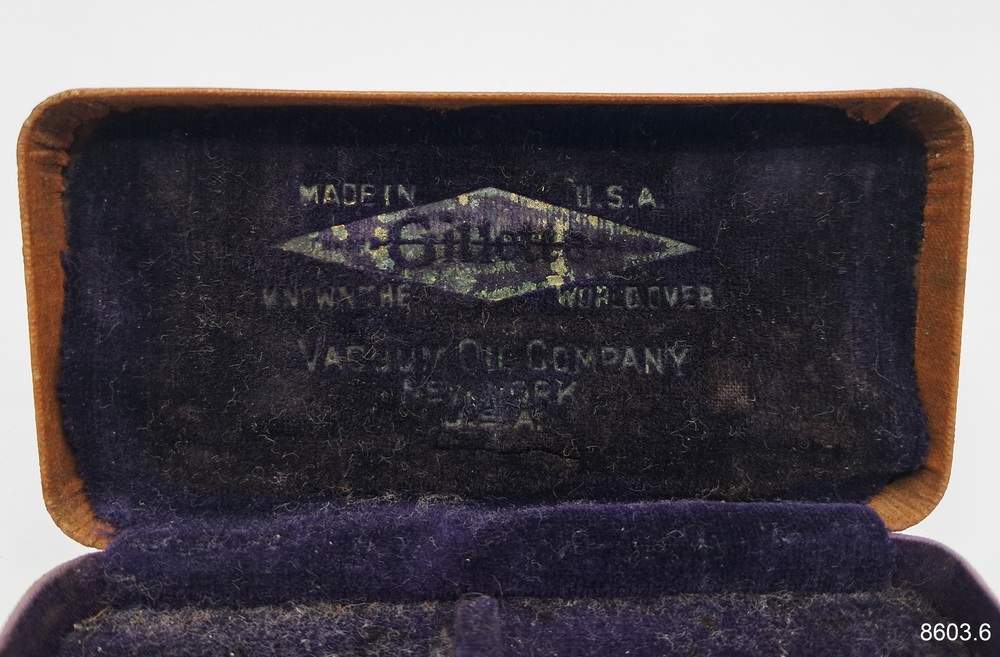 MADE IN U.S.A.
Gillette
KNOWN THE WORLD OVER
VACUUM OIL COMPANY
NEW YORK
U.S.A.
8603.6